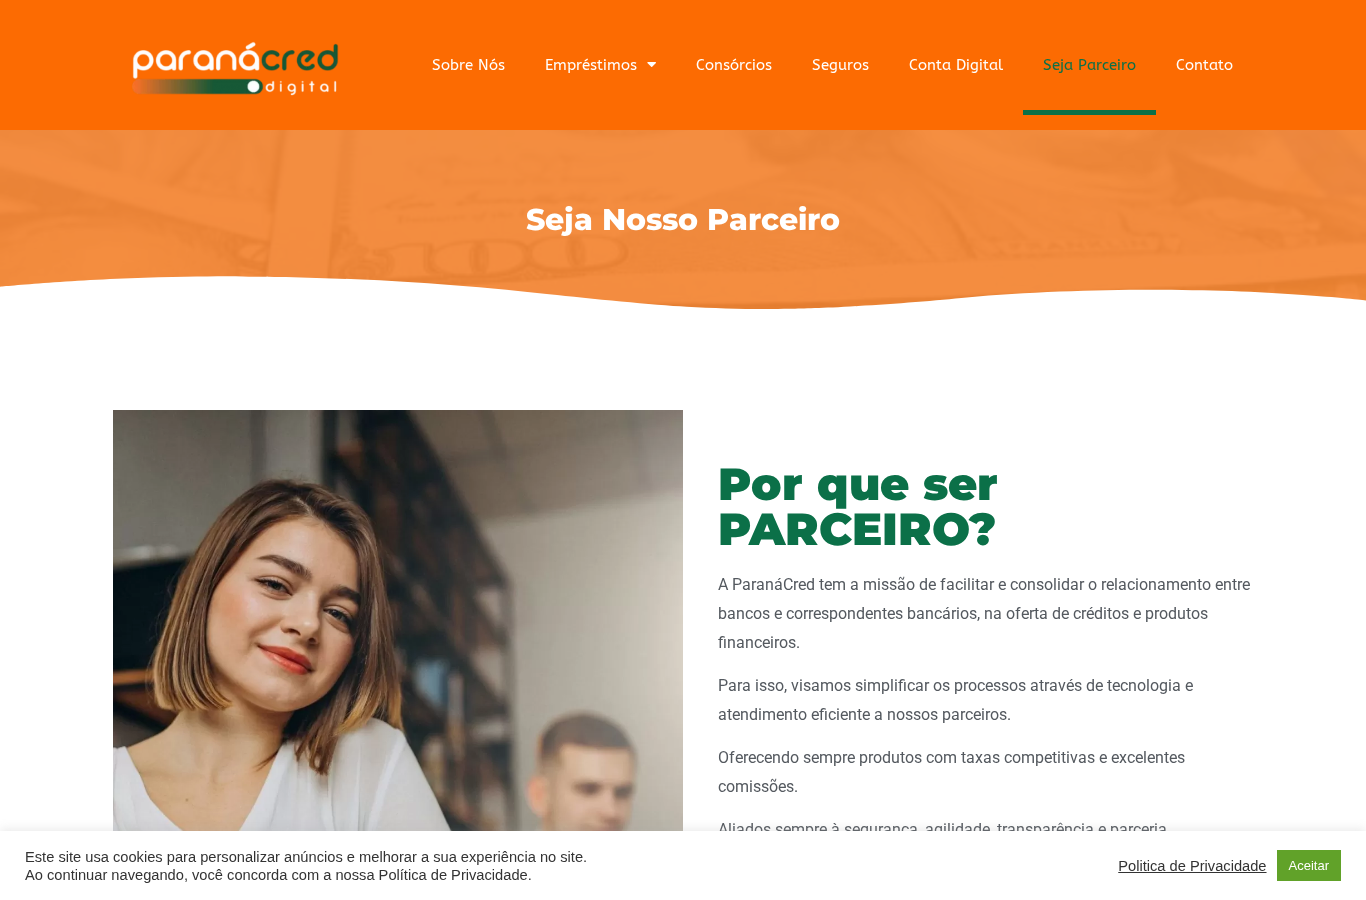 paranácred
digital
Sobre Nós Empréstimos Consórcios Seguros Conta Digital Seja Parceiro Contato
Seja Nosso Parceiro
Por que ser
PARCEIRO?
A ParanáCred tem a missão de facilitar e consolidar o relacionamento entre
bancos e correspondentes bancários, na oferta de créditos e produtos
financeiros.
Para isso, visamos simplificar os processos através de tecnologia e
atendimento eficiente a nossos parceiros.
Oferecendo sempre produtos com taxas competitivas e excelentes
comissões.
Aliados sempre à segurança, agilidade, transparência e parceria
Este site usa cookies para personalizar anúncios e melhorar a sua experiência no site.
Ao continuar navegando, você concorda com a nossa Política de Privacidade.
Politica de Privacidade
Aceitar